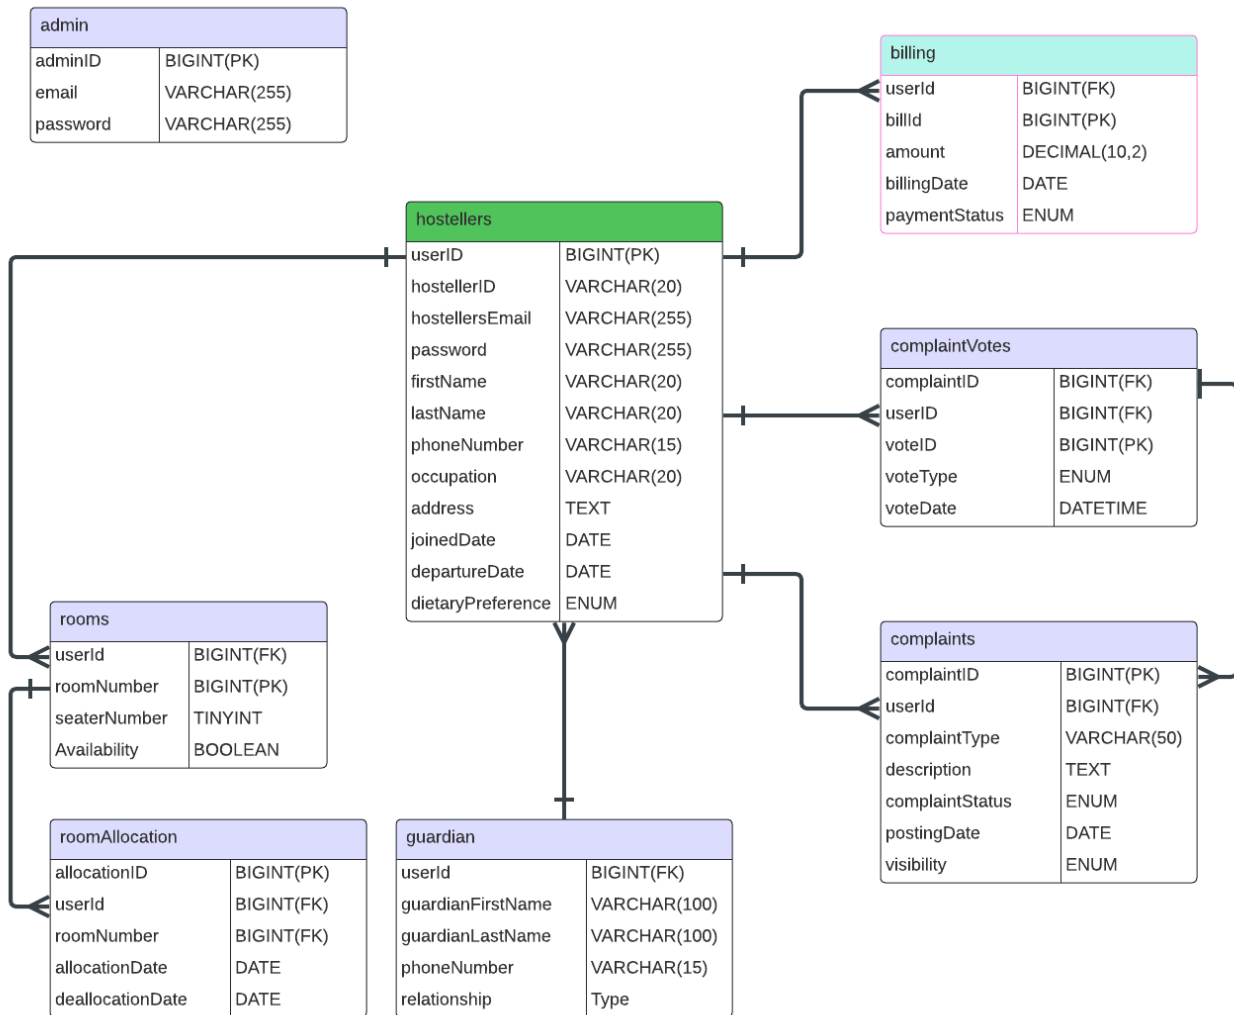 admin
adminID BIGINT(PK)
email VARCHAR(255)
password VARCHAR(255)
billing
userId BIGINT(FK)
billId BIGINT(PK)
amount DECIMAL(10,2)
billingDate DATE
paymentStatus ENUM
hostellers
userID BIGINT(PK)
hostellerID VARCHAR(20)
hostellersEmail VARCHAR(255)
password VARCHAR(255)
firstName VARCHAR(20)
lastName VARCHAR(20)
phoneNumber VARCHAR(15)
occupation VARCHAR(20)
address TEXT
joinedDate DATE
departureDate DATE
dietaryPreference ENUM
complaintVotes
complaintID BIGINT(FK)
userID BIGINT(FK)
voteID BIGINT(PK)
voteType ENUM
voteDate DATETIME
rooms
userId BIGINT(FK)
roomNumber BIGINT(PK)
seaterNumber TINYINT
Availability BOOLEAN
complaints
complaintID BIGINT(PK)
userId BIGINT(FK)
complaintType VARCHAR(50)
description TEXT
complaintStatus ENUM
postingDate DATE
visibility ENUM
roomAllocation
allocationID BIGINT(PK)
userId BIGINT(FK)
roomNumber BIGINT(FK)
allocationDate DATE
deallocationDate DATE
guardian
userId BIGINT(FK)
guardianFirstName VARCHAR(100)
guardianLastName VARCHAR(100)
phoneNumber VARCHAR(15)
relationship Type